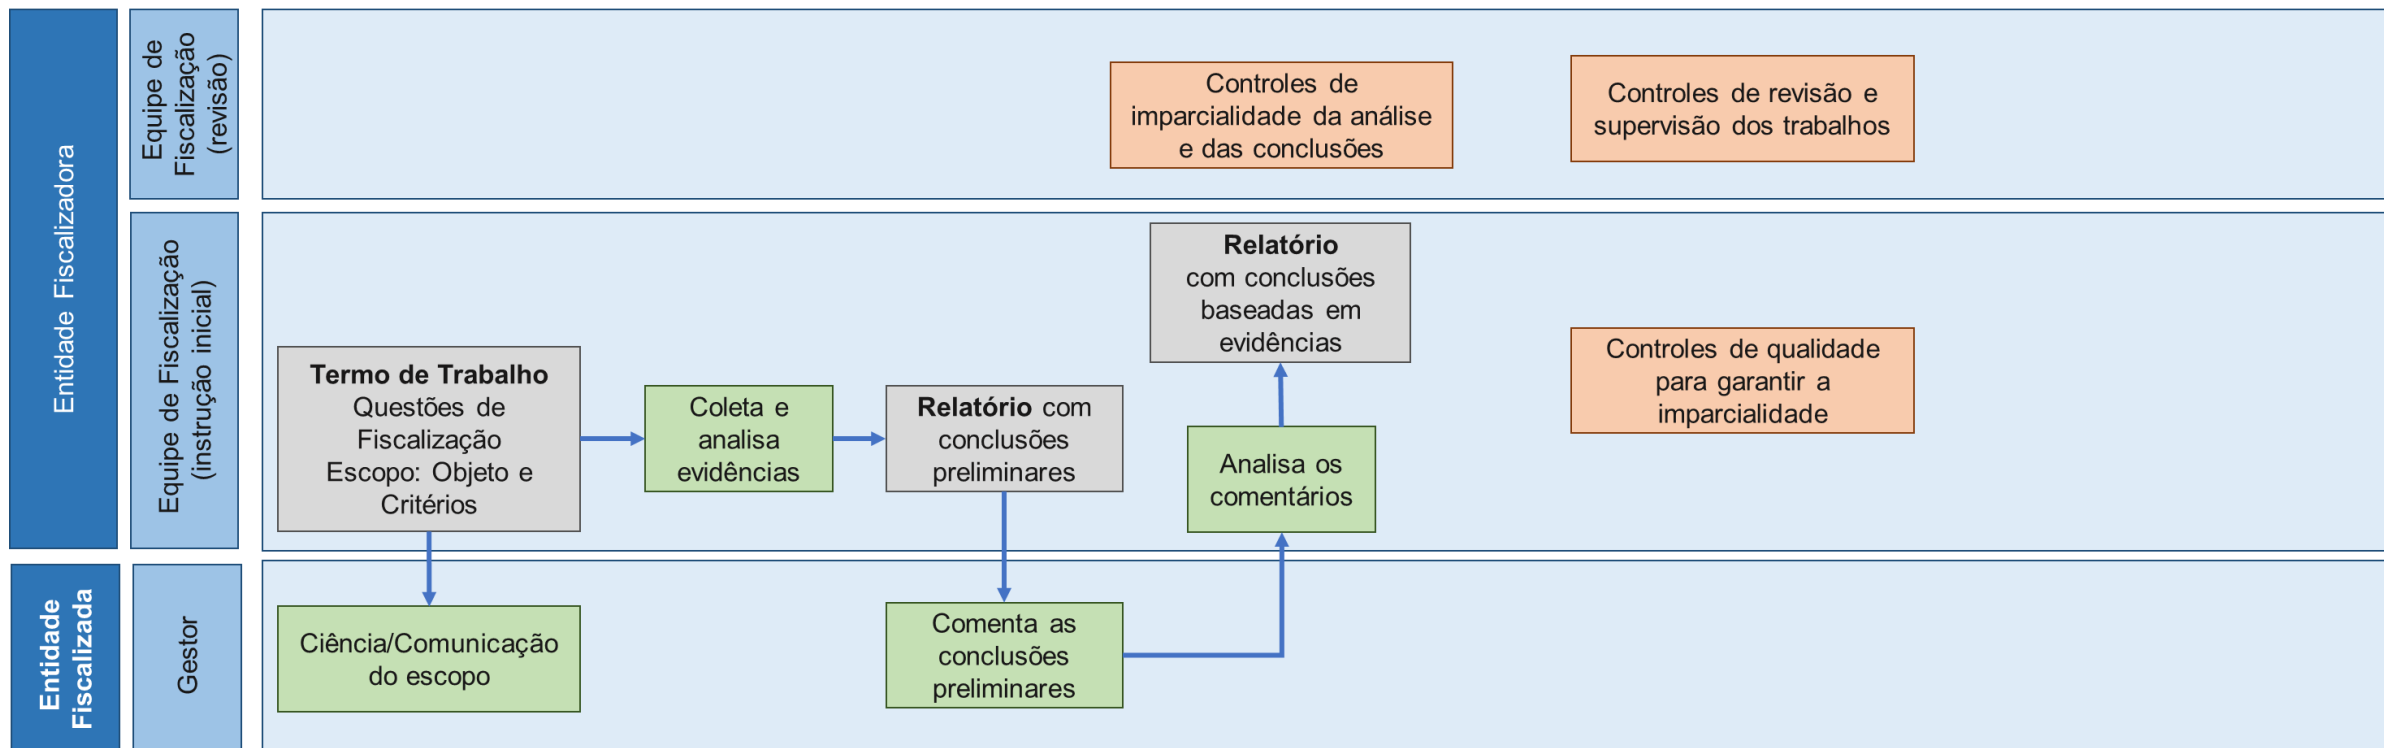 Entidade Fiscalizadora
Equipe de
Fiscalização
(revisão)
Controles de
imparcialidade da análise
e das conclusões
Controles de revisão e
supervisão dos trabalhos
Equipe de Fiscalização
(instrução inicial)
Termo de Trabalho
Questões de
Fiscalização
Escopo: Objeto e
Critérios
Coleta e
analisa
evidências
Relatório com
conclusões
preliminares
Relatório
com conclusões
baseadas em
evidências
Analisa os
comentários
Controles de qualidade
para garantir a
imparcialidade
Entidade
Fiscalizada
Gestor
Ciência/Comunicação
do escopo
Comenta as
conclusões
preliminares